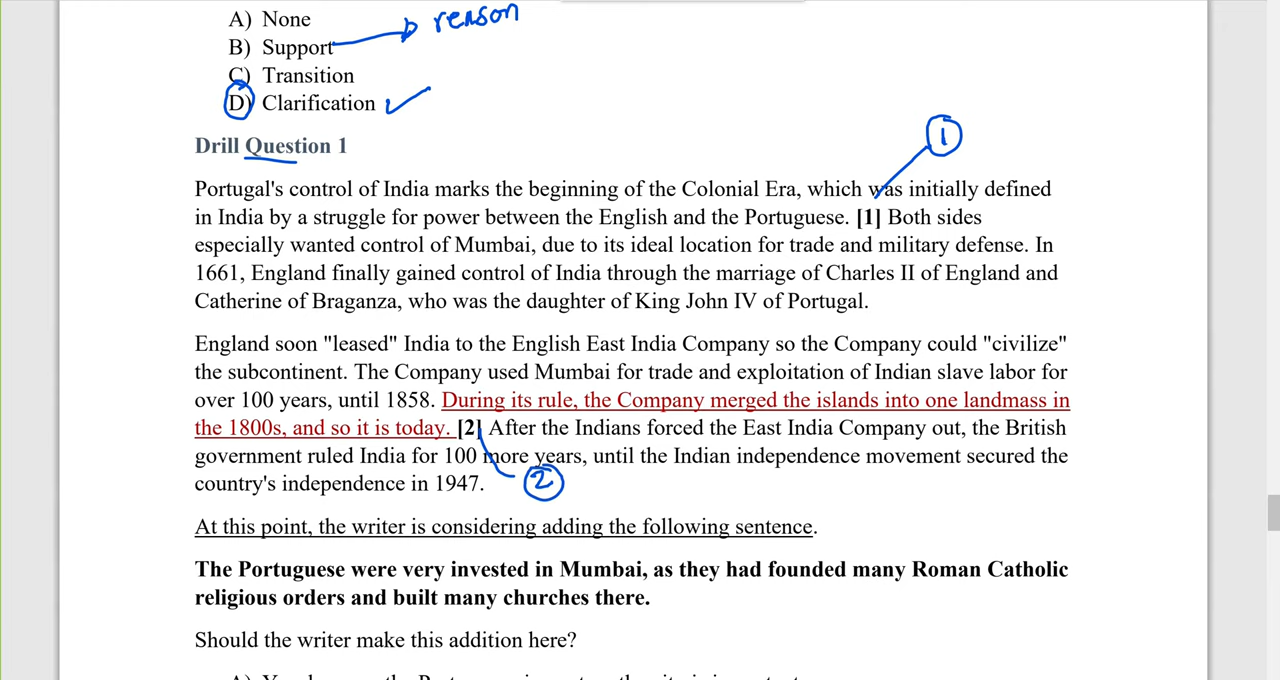 A) None
B) Support reason
C) Transition
D) Clarification
Drill Question 1
1
Portugal's control of India marks the beginning of the Colonial Era, which was initially defined
in India by a struggle for power between the English and the Portuguese. [1] Both sides
especially wanted control of Mumbai, due to its ideal location for trade and military defense. In
1661, England finally gained control of India through the marriage of Charles II of England and
Catherine of Braganza, who was the daughter of King John IV of Portugal.
England soon "leased" India to the English East India Company so the Company could "civilize"
the subcontinent. The Company used Mumbai for trade and exploitation of Indian slave labor for
over 100 years, until 1858. During its rule, the Company merged the islands into one landmass in
the 1800s, and so it is today. [2] After the Indians forced the East India Company out, the British
government ruled India for 100 more years, until the Indian independence movement secured the
country's independence in 1947.
2
At this point, the writer is considering adding the following sentence.
The Portuguese were very invested in Mumbai, as they had founded many Roman Catholic
religious orders and built many churches there.
Should the writer make this addition here?